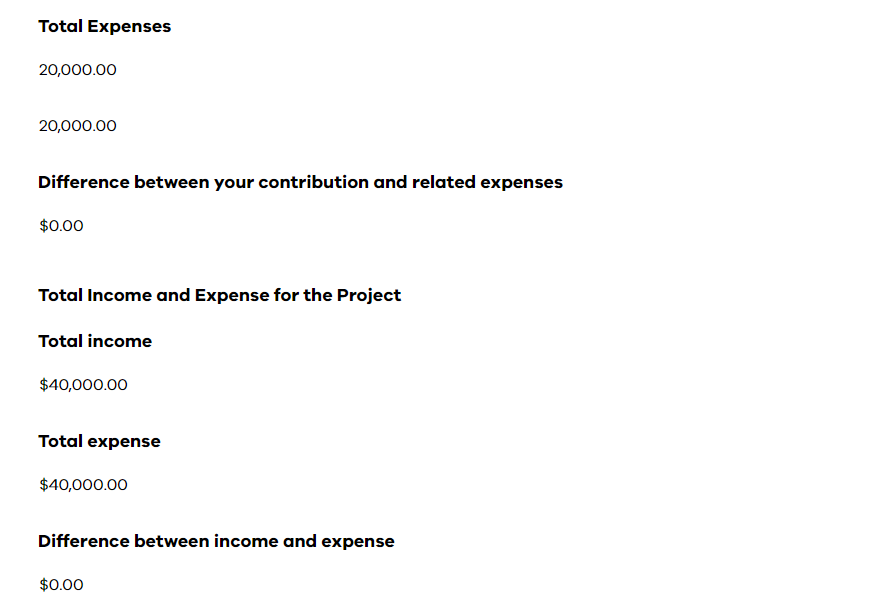 Total Expenses
20,000.00
20,000.00
Difference between your contribution and related expenses
$0.00
Total Income and Expense for the Project
Total income
$40,000.00
Total expense
$40,000.00
Difference between income and expense
$0.00